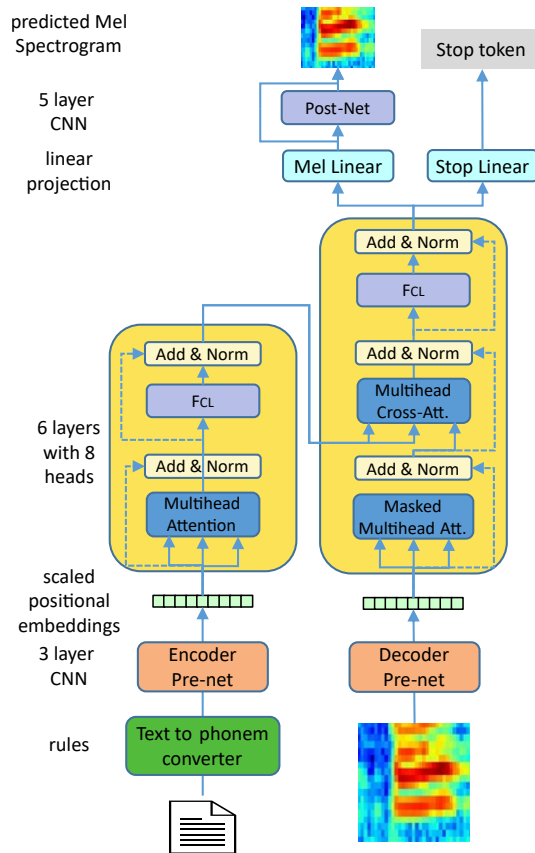 predicted Mel
Spectrogram
Stop token
5 layer
CNN
Post-Net
linear
projection
Mel Linear
Stop Linear
Add & Norm
FCL
Add & Norm
Multihead
Cross-Att.
Add & Norm
Masked
Multihead Att.
Add & Norm
FCL
6 layers
with 8
heads
Add & Norm
Multihead
Attention
scaled
positional
embeddings
3 layer
CNN
Encoder
Pre-net
Decoder
Pre-net
rules
Text to phonem
converter